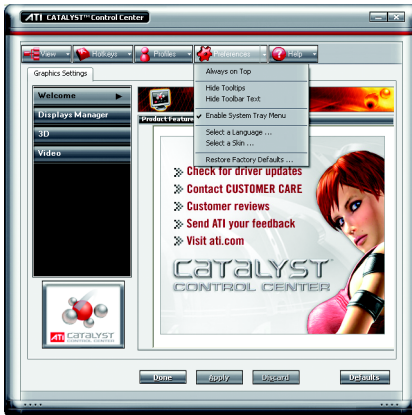 ATI CATALYST™ Control Center
View Hotkeys Profiles Preferences Help
Graphics Settings
Always on Top
Hide Tooltips
Hide Toolbar Text
Enable System Tray Menu
Select a Language ...
Select a Skin ...
Restore Factory Defaults ...
Welcome
Displays Manager
3D
Video
Product Feature
Check for driver updates
Contact CUSTOMER CARE
Customer reviews
Send ATI your feedback
Visit ati.com
CATALYST
CONTROL CENTER
ATI CATALYST
CONTROL CENTER
Done Apply Discard Defaults